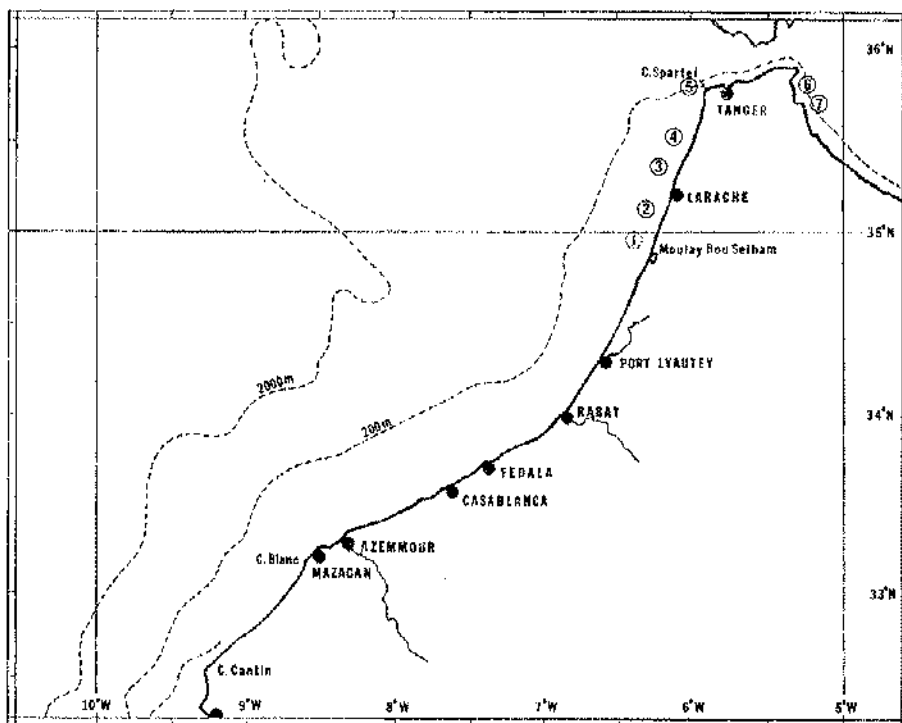 36°N
C.Spartel
⑤
⑥
⑦
TANGER
④
③
LARACHE
②
35°N
①
Moulay Bou Selham
PORT LYAUTEY
2000m
200m
34°N
RABAT
FEDALA
CASABLANCA
AZEMMOUR
C.Blanc
MAZAGAN
33°N
C.Cantin
10°W
9°W
8°W
7°W
6°W
5°W